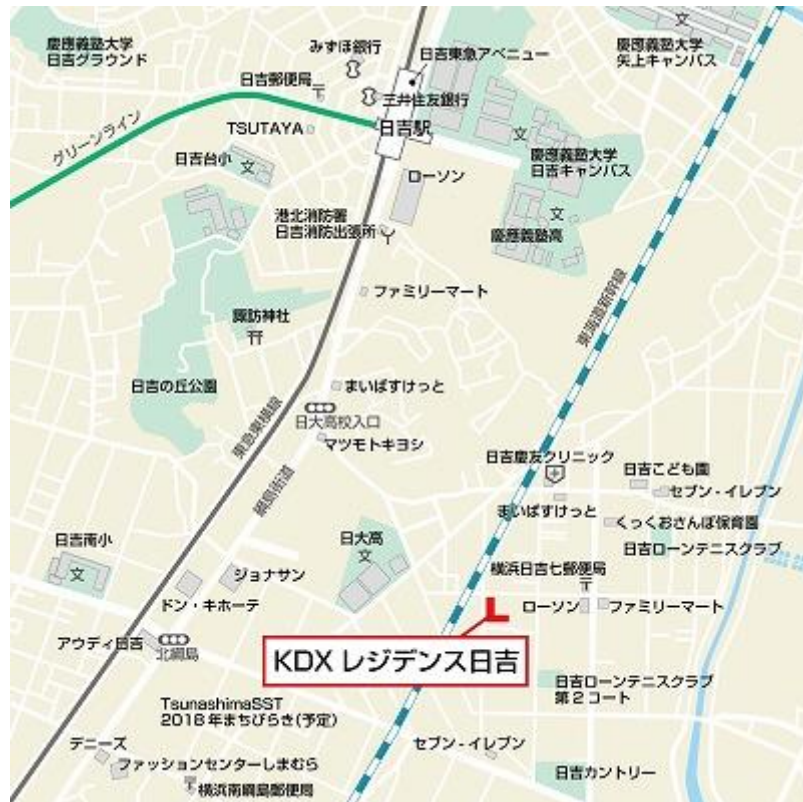 慶應義塾大学
日吉グラウンド
みずほ銀行
日吉東急アベニュー
慶應義塾大学
矢上キャンパス
日吉郵便局
三井住友銀行
TSUTAYA
日吉駅
グリーンライン
日吉台小
文
文
慶應義塾大学
日吉キャンパス
ローソン
文
慶應義塾高
港北消防署
日吉消防出張所
東海道新幹線
ファミリーマート
諏訪神社
日吉の丘公園
まいばすけっと
日大高校入口
マツモトキヨシ
東急東横線
綱島街道
日吉慶友クリニック
日吉こども園
セブン-イレブン
まいばすけっと
くっくおさんぽ保育園
日吉ローンテニスクラブ
日吉南小
文
日大高
文
横浜日吉七郵便局
ジョナサン
ドン・キホーテ
ローソン
ファミリーマート
アウディ日吉
北綱島
KDX レジデンス日吉
日吉ローンテニスクラブ
第2コート
TsunashimaSST
2018年まちびらき(予定)
デニーズ
セブン-イレブン
ファッションセンターしまむら
日吉カントリー
横浜南綱島郵便局
文